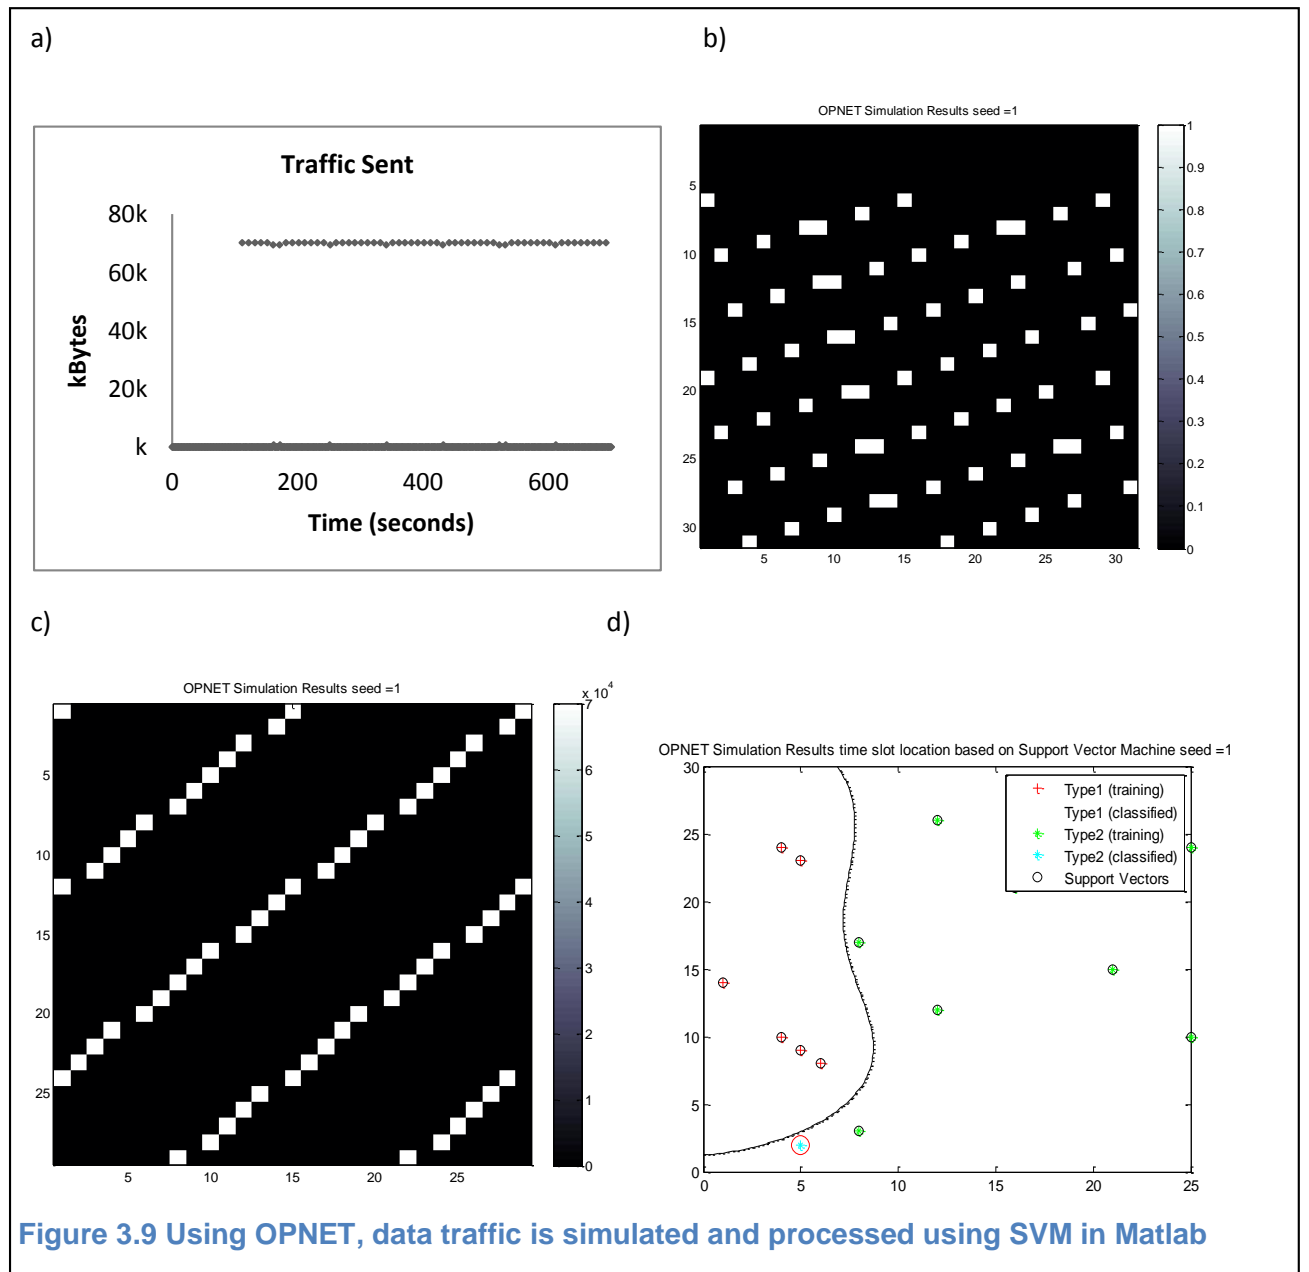 a)
Traffic Sent
80k
60k
40k
20k
k
kBytes
0 200 400 600
Time (seconds)
b)
OPNET Simulation Results seed =1
5
10
15
20
25
30
5 10 15 20 25 30
1
0.9
0.8
0.7
0.6
0.5
0.4
0.3
0.2
0.1
0
c)
OPNET Simulation Results seed =1
x 10^4
5
10
15
20
25
5 10 15 20 25
7
6
5
4
3
2
1
0
d)
OPNET Simulation Results time slot location based on Support Vector Machine seed =1
30
25
20
15
10
5
0
0 5 10 15 20 25
Type1 (training)
Type1 (classified)
Type2 (training)
Type2 (classified)
Support Vectors
Figure 3.9 Using OPNET, data traffic is simulated and processed using SVM in Matlab